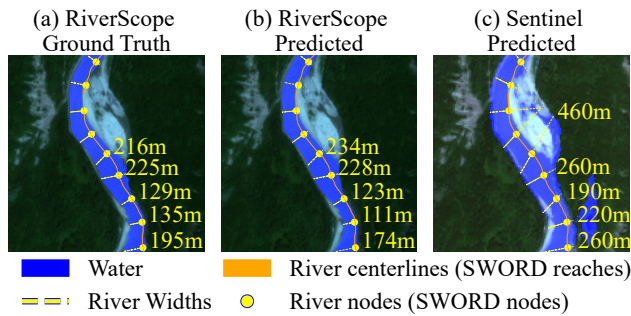 (a) RiverScope
Ground Truth
(b) RiverScope
Predicted
(c) Sentinel
Predicted
216m
225m
129m
135m
195m
234m
228m
123m
111m
174m
460m
260m
190m
220m
260m
Water
River centerlines (SWORD reaches)
River Widths
River nodes (SWORD nodes)